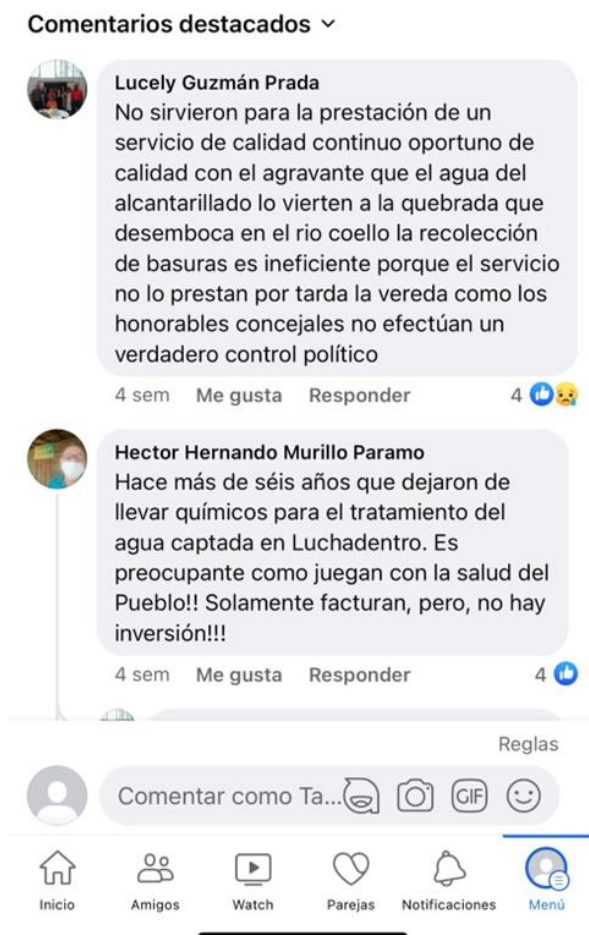 Comentarios destacados
Lucely Guzmán Prada
No sirvieron para la prestación de un
servicio de calidad continuo oportuno de
calidad con el agravante que el agua del
alcantarillado lo vierten a la quebrada que
desemboca en el rio coello la recolección
de basuras es ineficiente porque el servicio
no lo prestan por tarda la vereda como los
honorables concejales no efectúan un
verdadero control político
4 sem Me gusta Responder 4
Hector Hernando Murillo Paramo
Hace más de séis años que dejaron de
llevar químicos para el tratamiento del
agua captada en Luchadentro. Es
preocupante como juegan con la salud del
Pueblo!! Solamente facturan, pero, no hay
inversión!!!
4 sem Me gusta Responder 4
Reglas
Comentar como Ta...
GIF
Inicio Amigos Watch Parejas Notificaciones Menú